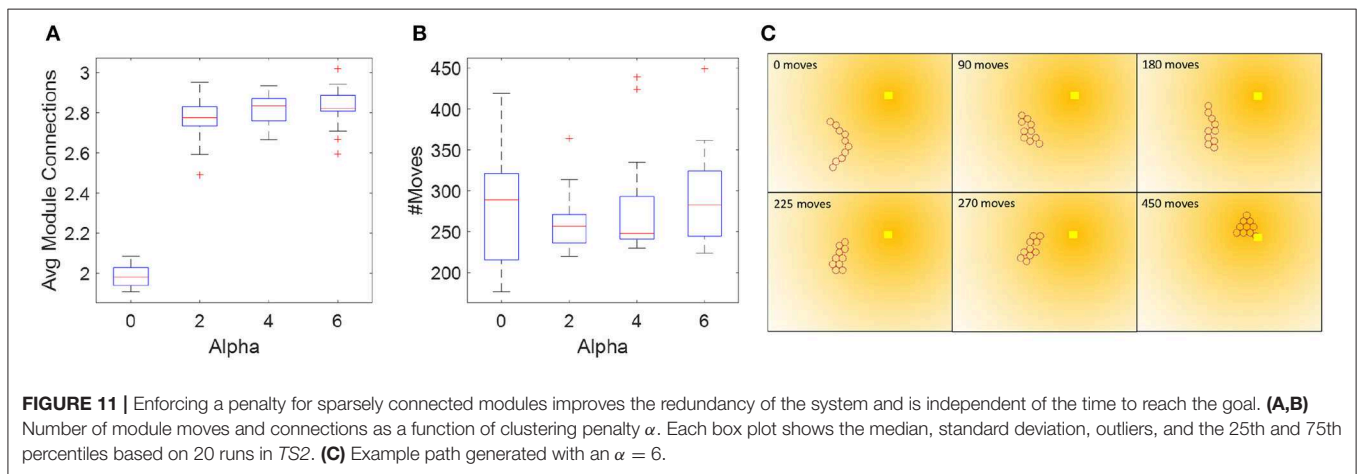 A
B
C
Avg Module Connections
3
2.8
2.6
2.4
2.2
2
0 2 4 6
Alpha
#Moves
450
400
350
300
250
200
0 2 4 6
Alpha
0 moves
90 moves
180 moves
225 moves
270 moves
450 moves
FIGURE 11 | Enforcing a penalty for sparsely connected modules improves the redundancy of the system and is independent of the time to reach the goal. (A,B)
Number of module moves and connections as a function of clustering penalty α. Each box plot shows the median, standard deviation, outliers, and the 25th and 75th
percentiles based on 20 runs in TS2. (C) Example path generated with an α = 6.